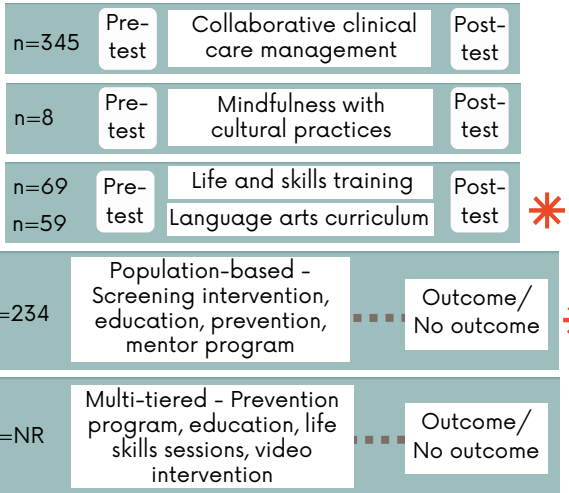 n=345
Pre-
test
Collaborative clinical
care management
Post-
test
n=8
Pre-
test
Mindfulness with
cultural practices
Post-
test
n=69
n=59
Pre-
test
Life and skills training
Language arts curriculum
Post-
test
=234
Population-based -
Screening intervention,
education, prevention,
mentor program
Outcome/
No outcome
=NR
Multi-tiered - Prevention
program, education, life
skills sessions, video
intervention
Outcome/
No outcome